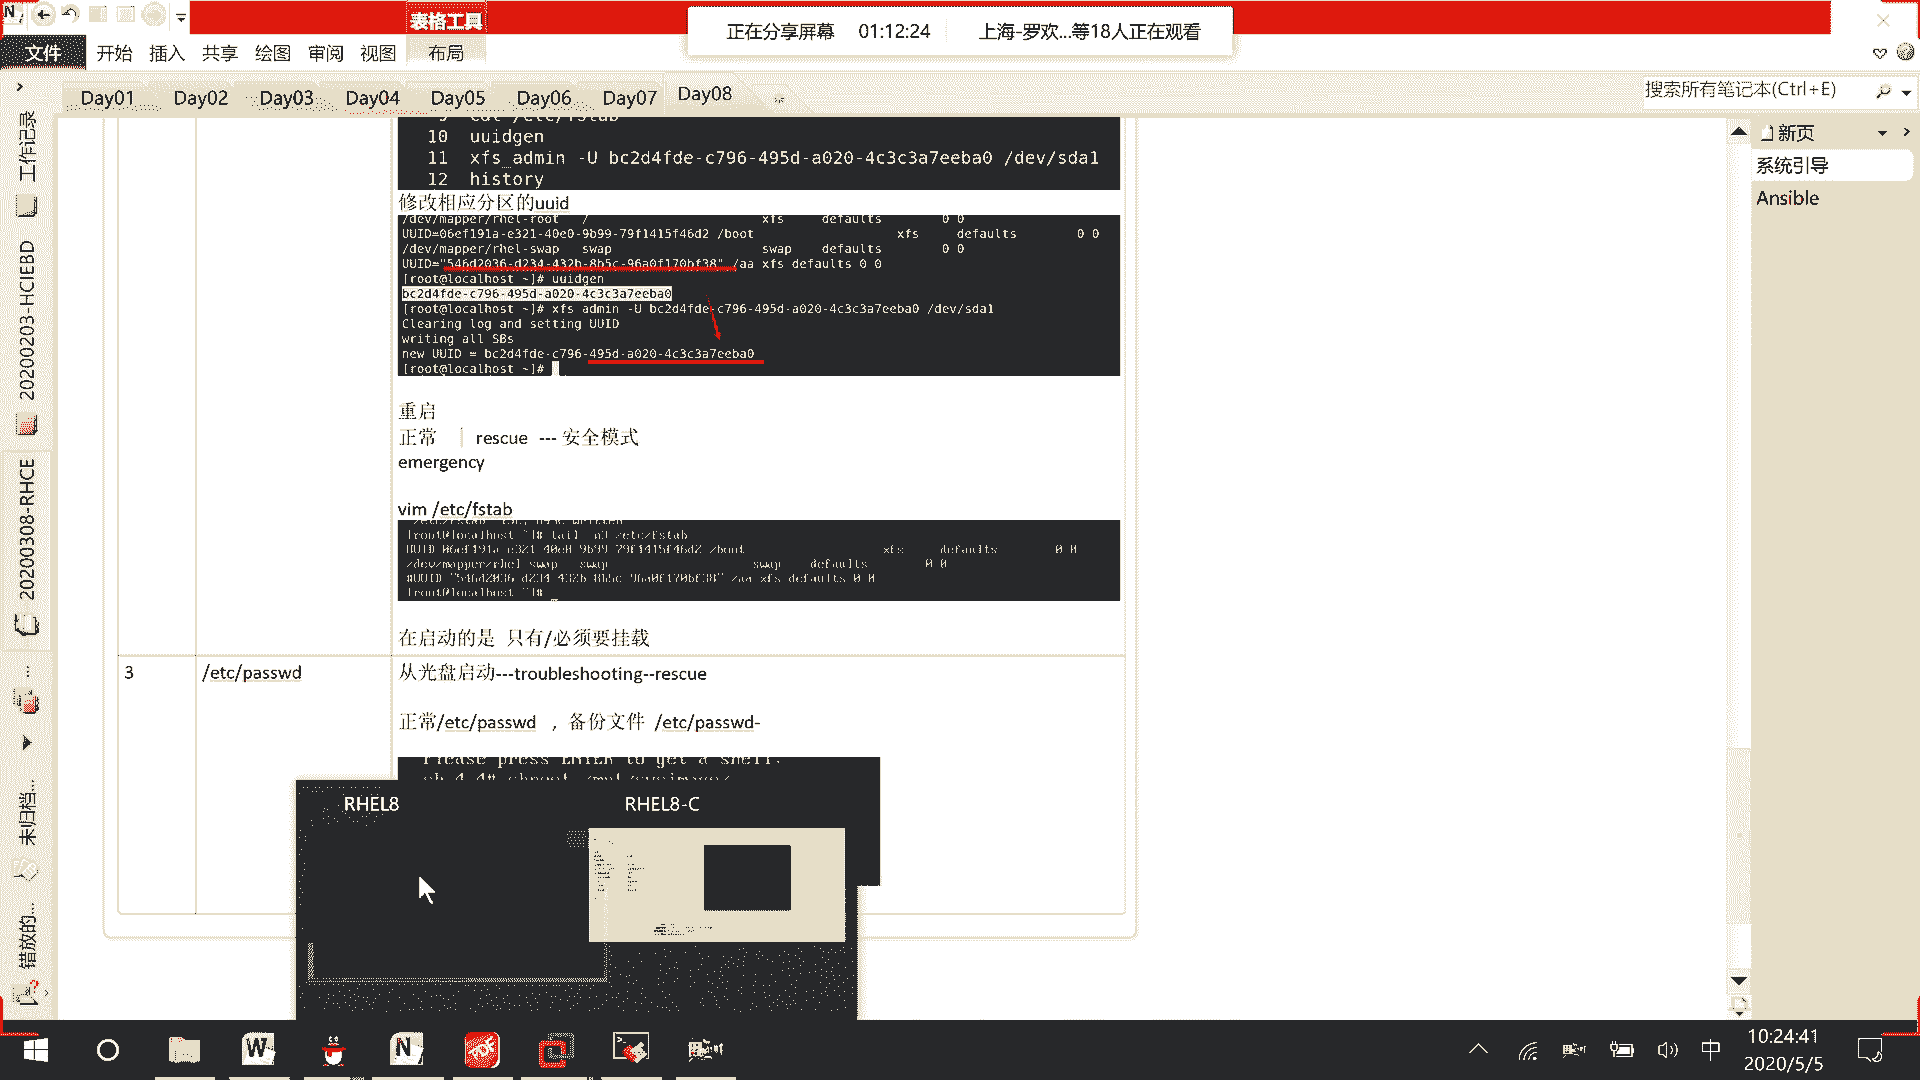 表格工具
正在分享屏幕 01:12:24 上海-罗欢...等18人正在观看
文件 开始 插入 共享 绘图 审阅 视图 布局
Day01 Day02 Day03 Day04 Day05 Day06 Day07 Day08
搜索所有笔记本(Ctrl+E)
工作记录
20200203-HCIEBD
20200308-RHCE
...
未归档...
错放的...
新页
系统引导
Ansible
9 cat /etc/fstab
10 uuidgen
11 xfs_admin -U bc2d4fde-c796-495d-a020-4c3c3a7eeba0 /dev/sda1
12 history
修改相应分区的uuid
/dev/mapper/rhel-root / xfs defaults 0 0
UUID=06ef191a-e321-40e0-9b99-79f1415f46d2 /boot xfs defaults 0 0
/dev/mapper/rhel-swap swap swap defaults 0 0
UUID="546d2036-d234-432b-8b5c-96a0f170bf38" /aa xfs defaults 0 0
[root@localhost ~]# uuidgen
bc2d4fde-c796-495d-a020-4c3c3a7eeba0
[root@localhost ~]# xfs_admin -U bc2d4fde-c796-495d-a020-4c3c3a7eeba0 /dev/sda1
Clearing log and setting UUID
writing all SBs
new UUID = bc2d4fde-c796-495d-a020-4c3c3a7eeba0
[root@localhost ~]#
重启
正常 | rescue --- 安全模式
emergency
vim /etc/fstab
[root@localhost ~]# tail -n3 /etc/fstab
UUID=06ef191a-e321-40e0-9b99-79f1415f46d2 /boot xfs defaults 0 0
/dev/mapper/rhel-swap swap swap defaults 0 0
#UUID="546d2036-d234-432b-8b5c-96a0f170bf38" /aa xfs defaults 0 0
[root@localhost ~]#
在启动的是 只有/必须要挂载
3 /etc/passwd 从光盘启动---troubleshooting--rescue
正常/etc/passwd ，备份文件 /etc/passwd-
Please press ENTER to get a shell.
RHEL8 RHEL8-C
中
10:24:41
2020/5/5